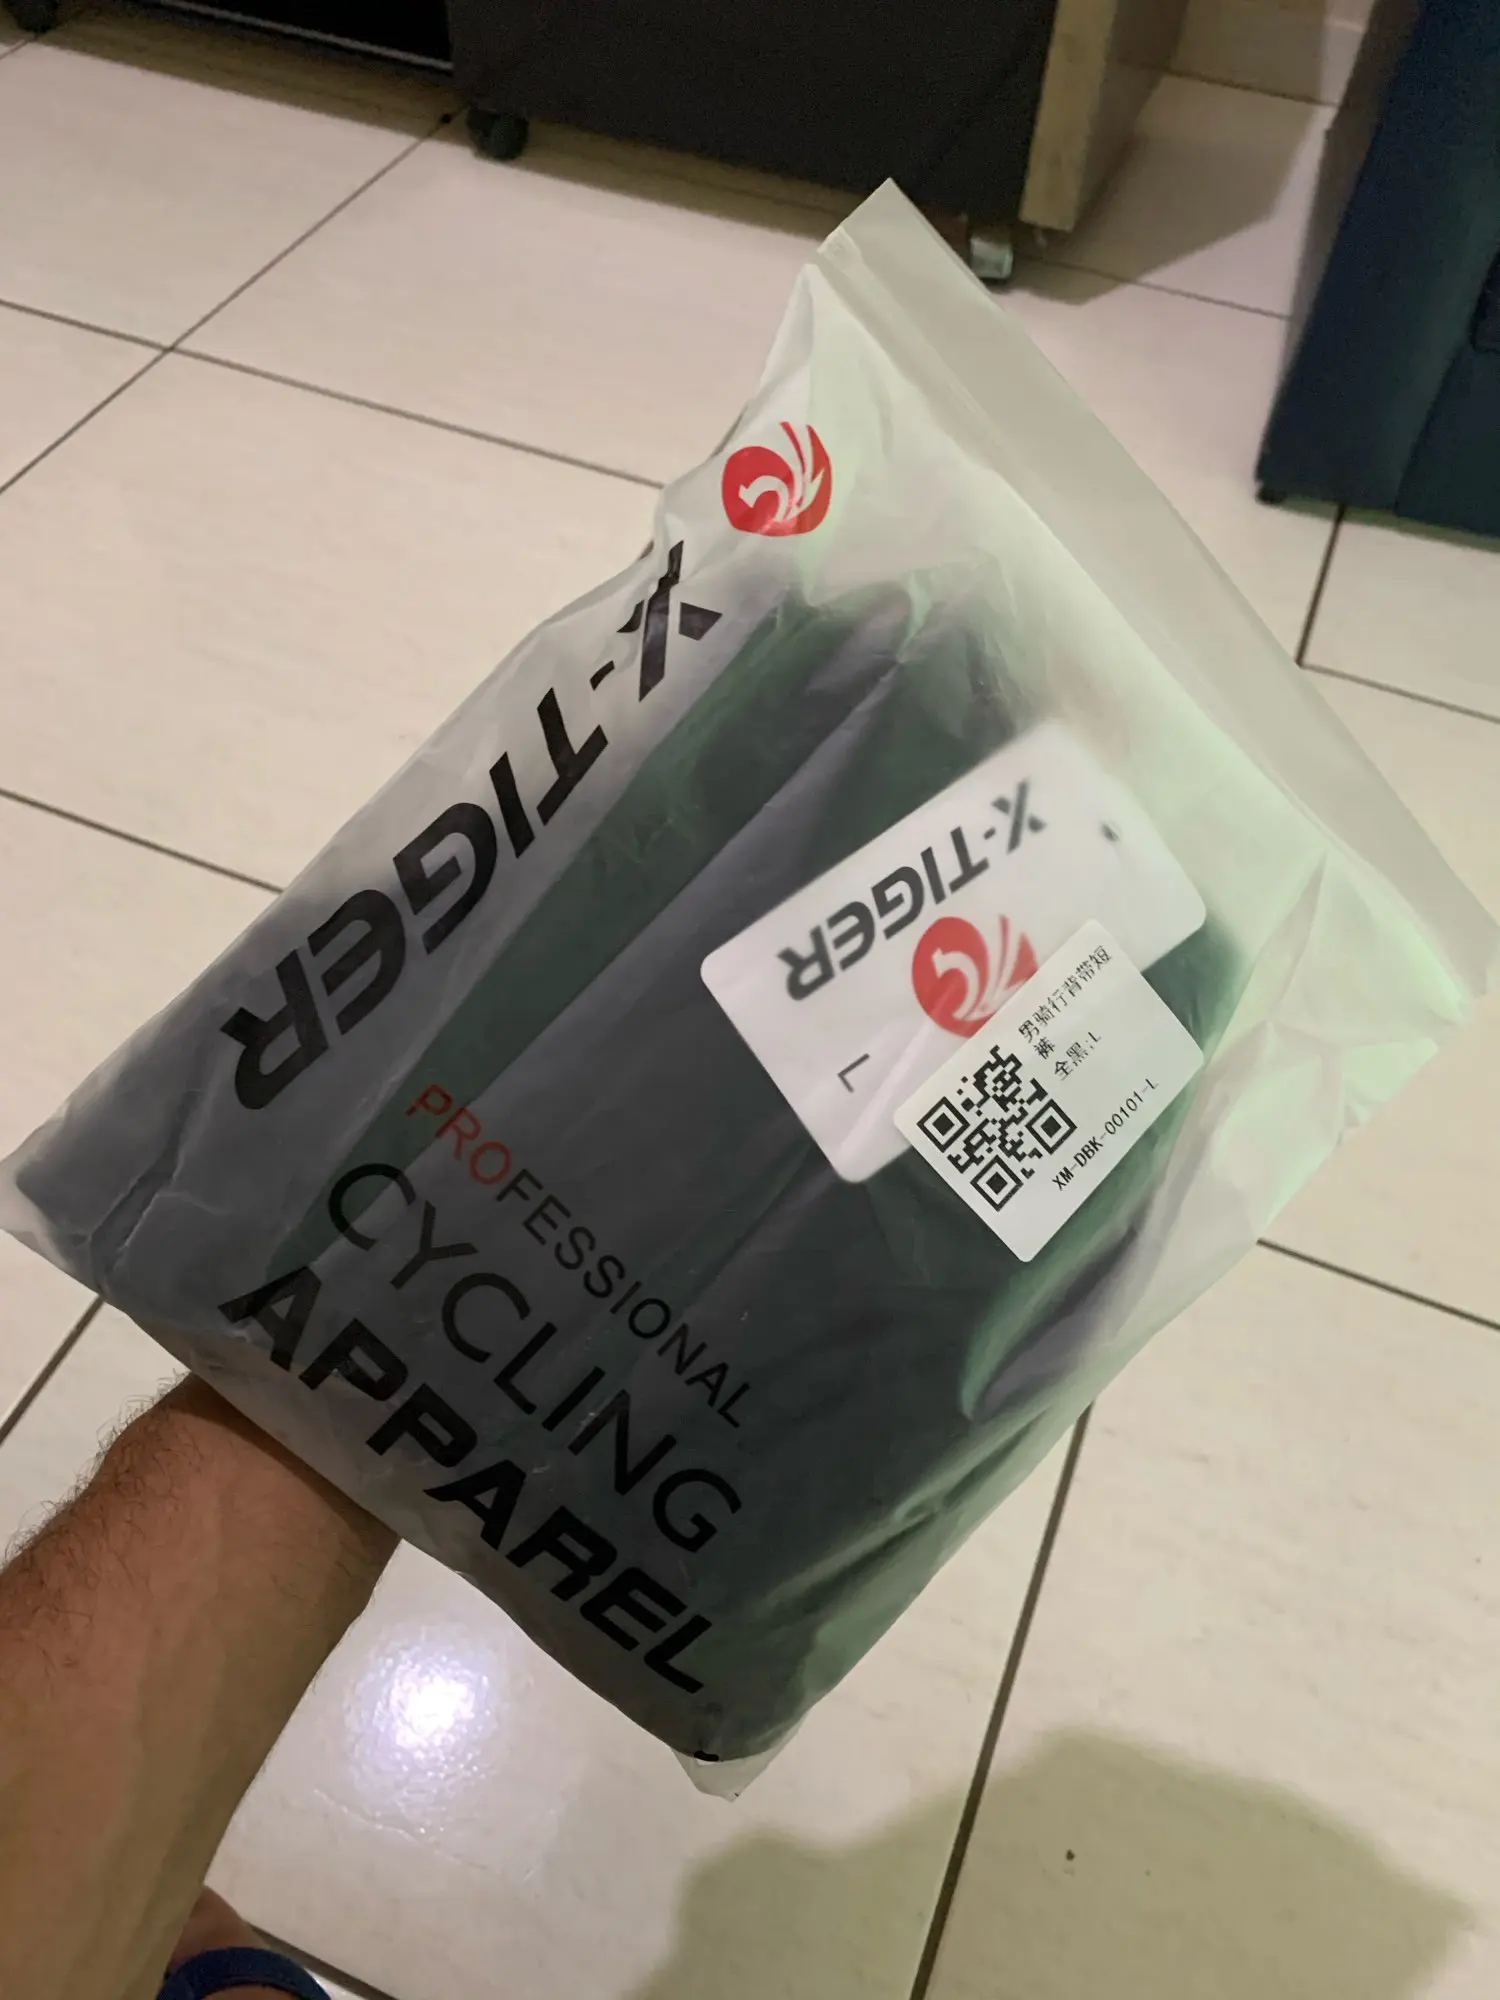 X-TIGER
PROFESSIONAL
CYCLING
APPAREL
X-TIGER
L
男骑行背带短
裤
全黑;L
XM-DBK-00101-L